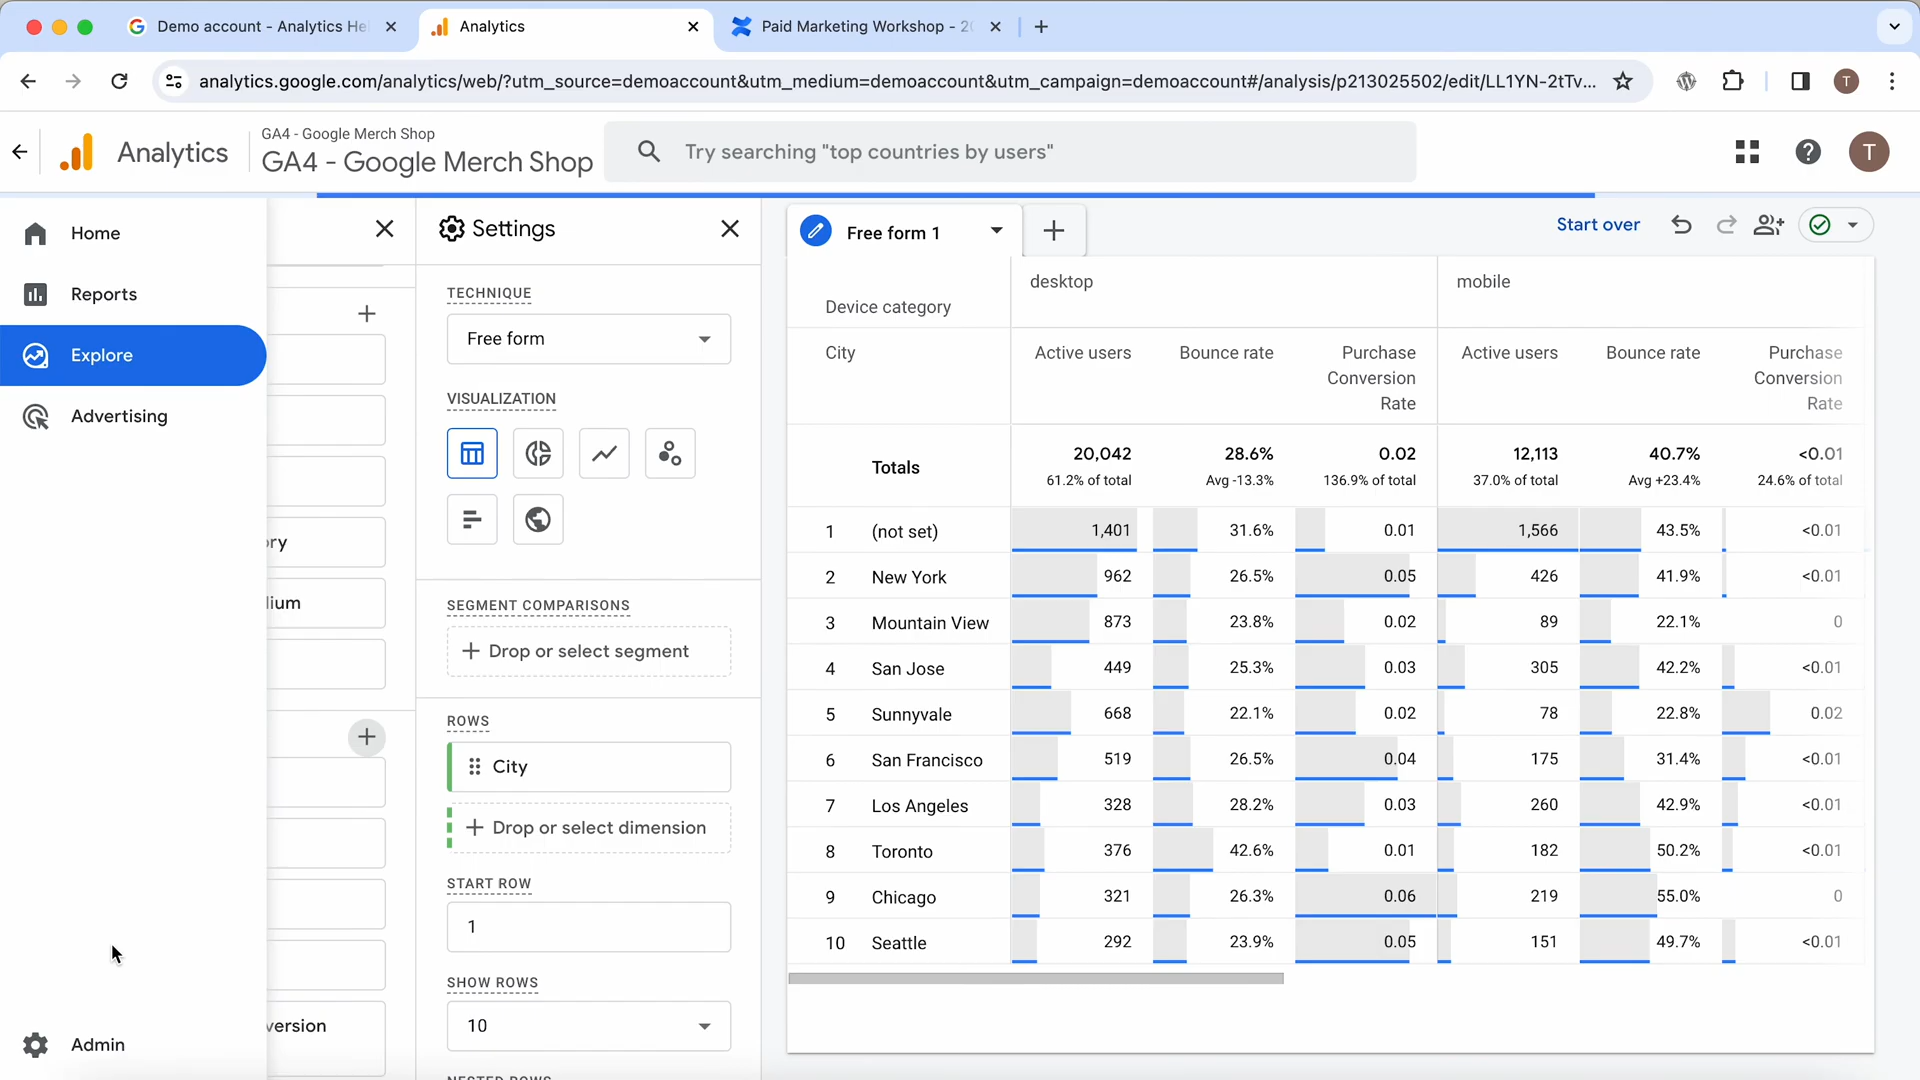 Demo account - Analytics He
Analytics
Paid Marketing Workshop - 20
analytics.google.com/analytics/web/?utm_source=demoaccount&utm_medium=demoaccount&utm_campaign=demoaccount#/analysis/p213025502/edit/LL1YN-2tTv...
T
Analytics
GA4 - Google Merch Shop
GA4 - Google Merch Shop
Try searching "top countries by users"
T
Home
Reports
Explore
Advertising
Admin
ory
lium
version
Settings
TECHNIQUE
Free form
VISUALIZATION
SEGMENT COMPARISONS
Drop or select segment
ROWS
City
Drop or select dimension
START ROW
1
SHOW ROWS
10
NESTED ROWS
Free form 1
Start over
Device category desktop mobile
City Active users Bounce rate Purchase Conversion Rate Active users Bounce rate Purchase Conversion Rate
Totals 20,042 28.6% 0.02 12,113 40.7% <0.01
61.2% of total Avg -13.3% 136.9% of total 37.0% of total Avg +23.4% 24.6% of total
1 (not set) 1,401 31.6% 0.01 1,566 43.5% <0.01
2 New York 962 26.5% 0.05 426 41.9% <0.01
3 Mountain View 873 23.8% 0.02 89 22.1% 0
4 San Jose 449 25.3% 0.03 305 42.2% <0.01
5 Sunnyvale 668 22.1% 0.02 78 22.8% 0.02
6 San Francisco 519 26.5% 0.04 175 31.4% <0.01
7 Los Angeles 328 28.2% 0.03 260 42.9% <0.01
8 Toronto 376 42.6% 0.01 182 50.2% <0.01
9 Chicago 321 26.3% 0.06 219 55.0% 0
10 Seattle 292 23.9% 0.05 151 49.7% <0.01